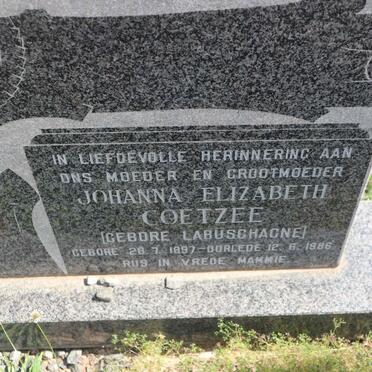 IN LIEFDEVOLLE HERINNERING AAN
ONS MOEDER EN GROOTMOEDER
JOHANNA ELIZABETH
COETZEE
[GEBORE LABUSCHAGNE]
GEBORE 28.7.1897-OORLEDE 12.6.1986
RUS IN VREDE MAMMIE